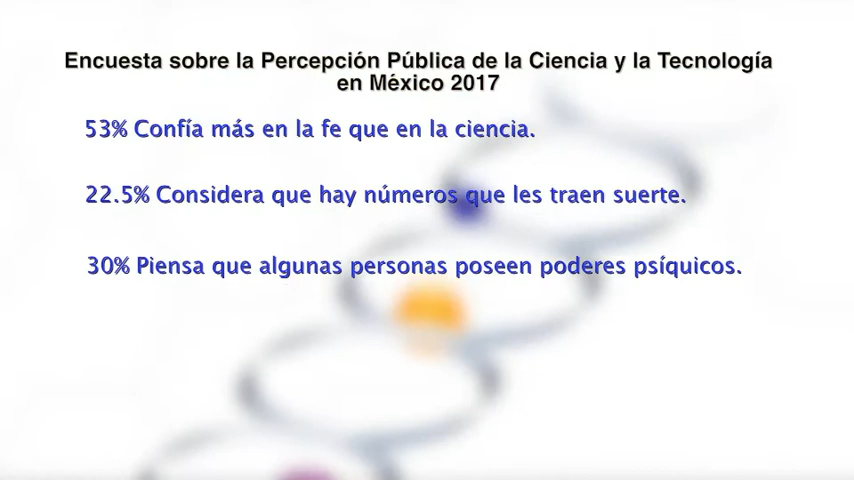 Encuesta sobre la Percepción Pública de la Ciencia y la Tecnología
en México 2017
53% Confía más en la fe que en la ciencia.
22.5% Considera que hay números que les traen suerte.
30% Piensa que algunas personas poseen poderes psíquicos.